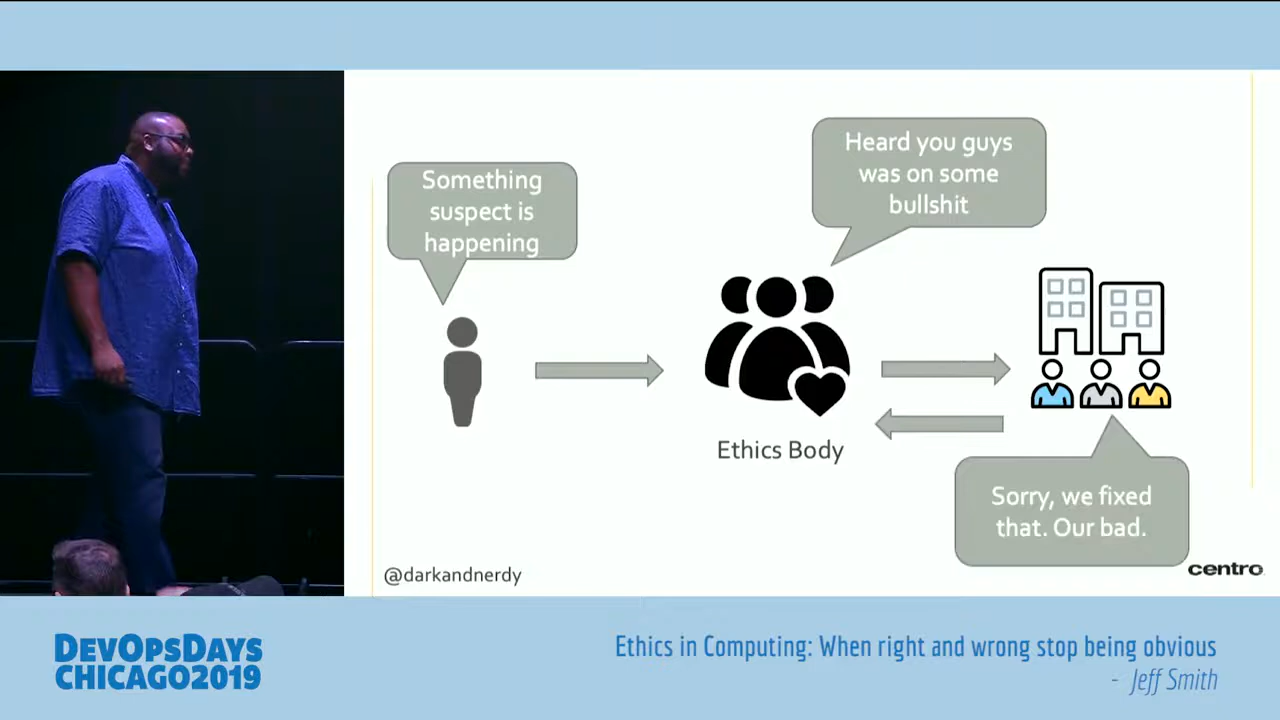 Something
suspect is
happening
Heard you guys
was on some
bullshit
Ethics Body
Sorry, we fixed
that. Our bad.
@darkandnerdy
centro
DEVOPSDAYS
CHICAGO2019
Ethics in Computing: When right and wrong stop being obvious
- Jeff Smith